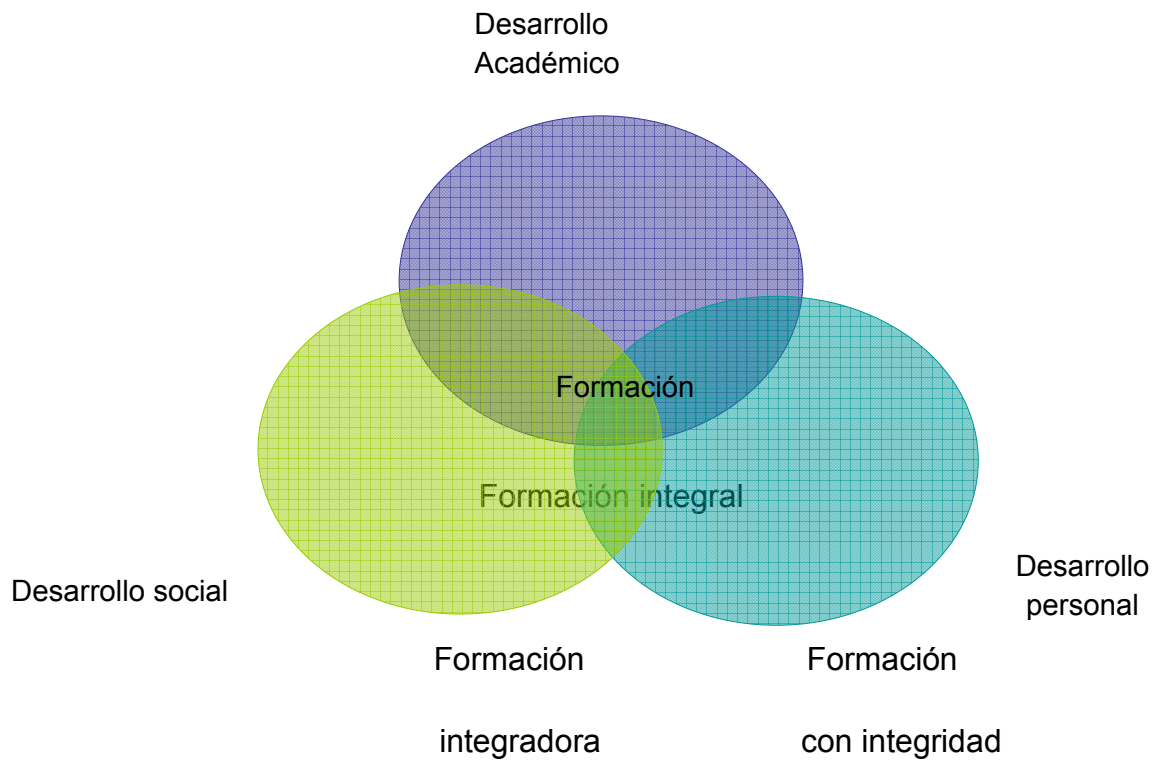 Desarrollo
Académico
Formación
Formación integral
Desarrollo social
Desarrollo
personal
Formación
integradora
Formación
con integridad